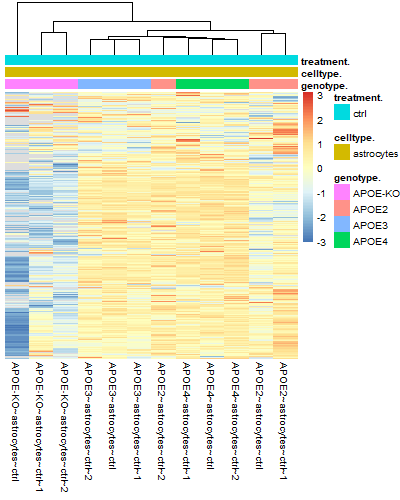 treatment.
celltype.
genotype.
3
2
1
0
-1
-2
-3
treatment.
ctrl
celltype.
astrocytes
genotype.
APOE-KO
APOE2
APOE3
APOE4
APOE-KO~astrocytes~ctrl
APOE-KO~astrocytes~ctrl~1
APOE-KO~astrocytes~ctrl~2
APOE3~astrocytes~ctrl~2
APOE3~astrocytes~ctrl
APOE3~astrocytes~ctrl~1
APOE2~astrocytes~ctrl~2
APOE4~astrocytes~ctrl~1
APOE4~astrocytes~ctrl
APOE4~astrocytes~ctrl~2
APOE2~astrocytes~ctrl
APOE2~astrocytes~ctrl~1